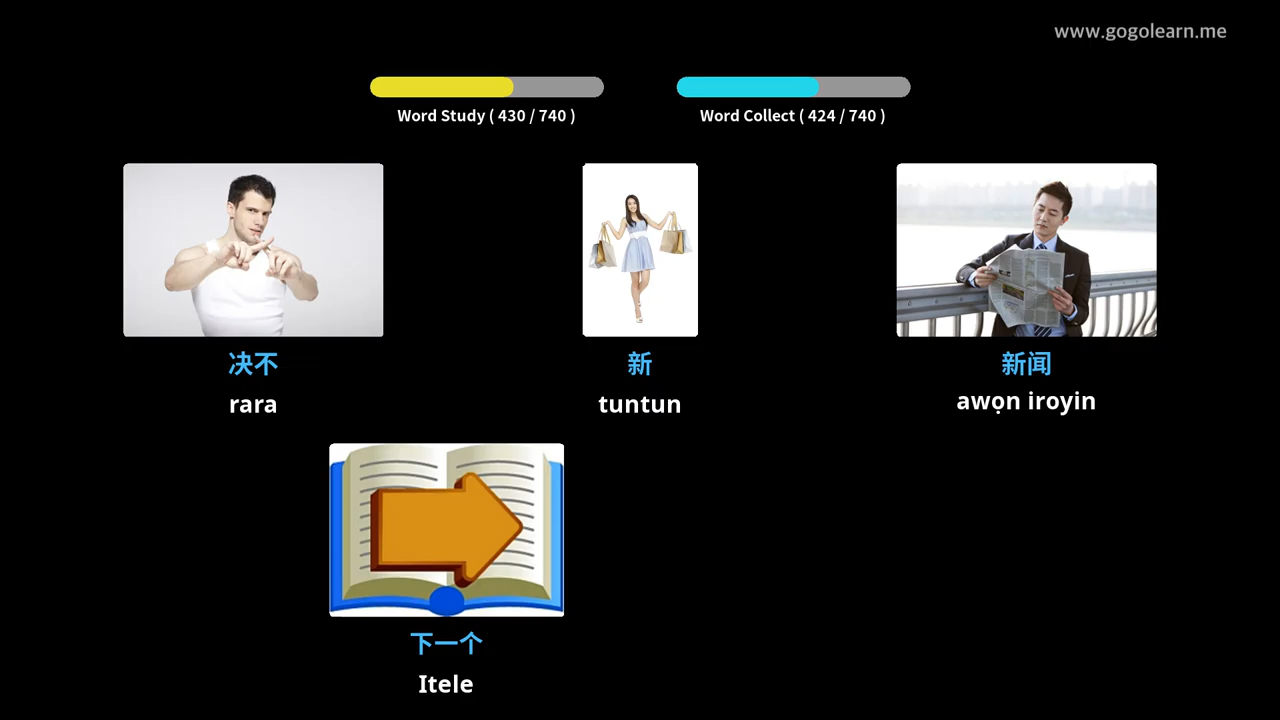 www.gogolearn.me
Word Study ( 430 / 740 )
Word Collect ( 424 / 740 )
决不
新
新闻
rara
tuntun
awọn iroyin
下一个
Itele